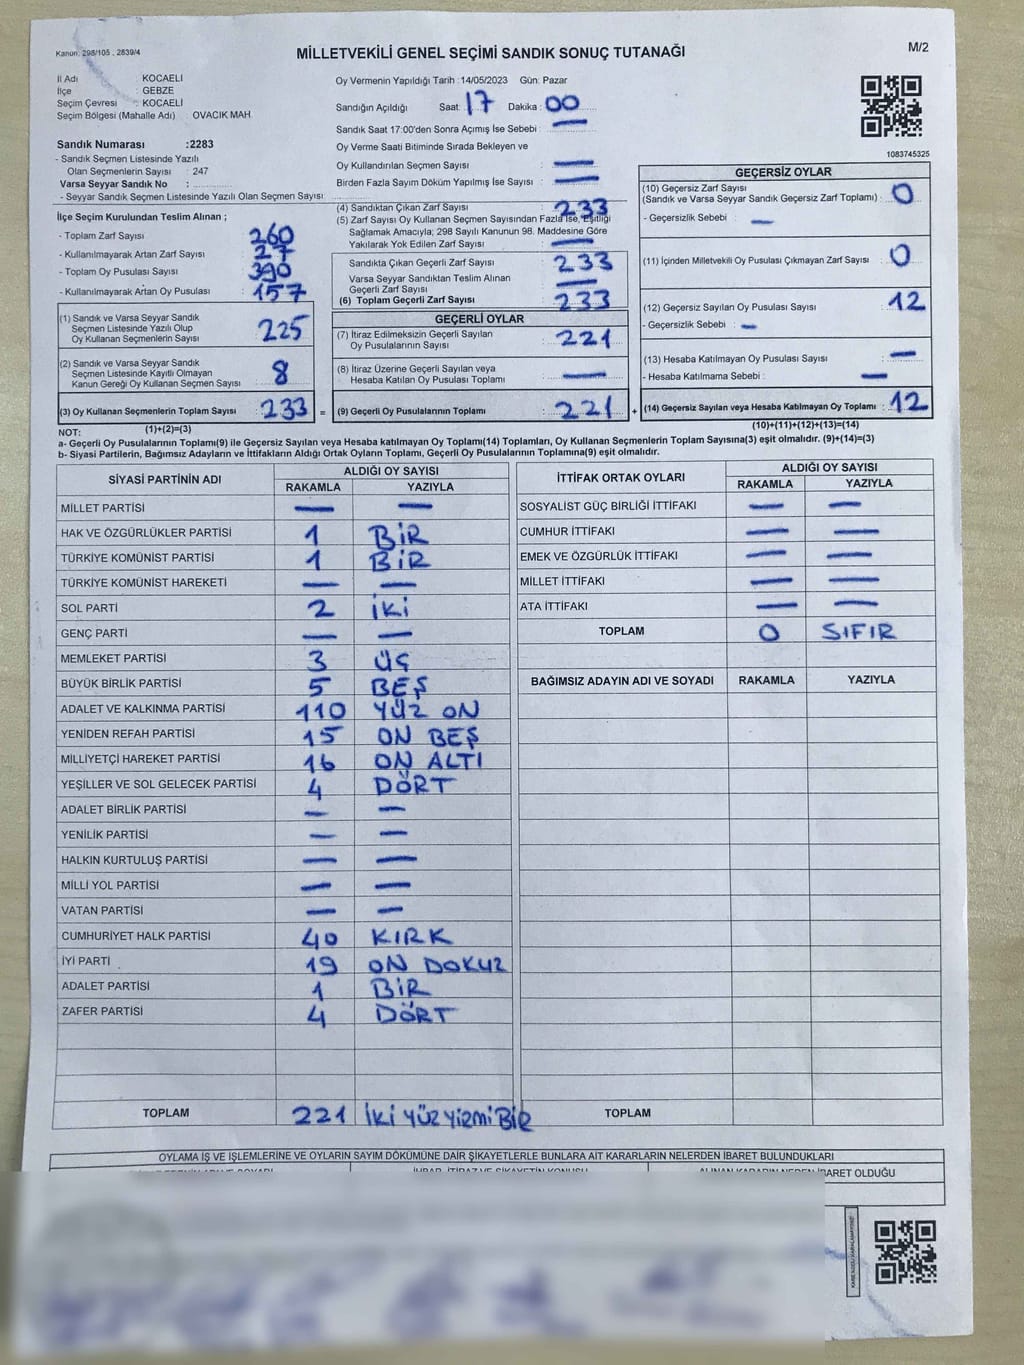 Kanun. 298/105 , 2839/4
MİLLETVEKİLİ GENEL SEÇİMİ SANDIK SONUÇ TUTANAĞI
M/2
İl Adı : KOCAELİ
İlçe : GEBZE
Seçim Çevresi : KOCAELİ
Seçim Bölgesi (Mahalle Adı) OVACIK MAH
Sandık Numarası :2283
- Sandık Seçmen Listesinde Yazılı
Olan Seçmenlerin Sayısı : 247
Varsa Seyyar Sandık No :
- Seyyar Sandık Seçmen Listesinde Yazılı Olan Seçmen Sayısı:
Oy Vermenin Yapıldığı Tarih :14/05/2023 Gün: Pazar
Sandığın Açıldığı Saat: 17 Dakika : 00
Sandık Saat 17:00'den Sonra Açımış İse Sebebi : —
Oy Verme Saati Bitiminde Sırada Bekleyen ve
Oy Kullandırılan Seçmen Sayısı : —
Birden Fazla Sayım Döküm Yapılmış İse Sayısı : —
1083745325
İlçe Seçim Kurulundan Teslim Alınan ;
- Toplam Zarf Sayısı : 260
- Kullanılmayarak Artan Zarf Sayısı : 27
- Toplam Oy Pusulası Sayısı : 390
- Kullanılmayarak Artan Oy Pusulası : 157
(1) Sandık ve Varsa Seyyar Sandık
Seçmen Listesinde Yazılı Olup
Oy Kullanan Seçmenlerin Sayısı : 225
(2) Sandık ve Varsa Seyyar Sandık
Seçmen Listesinde Kayıtlı Olmayan
Kanun Gereği Oy Kullanan Seçmen Sayısı : 8
(3) Oy Kullanan Seçmenlerin Toplam Sayısı : 233 =
(1)+(2)=(3)
(4) Sandıktan Çıkan Zarf Sayısı : 233
(5) Zarf Sayısı Oy Kullanan Seçmen Sayısından Fazla İse, Eşitliği
Sağlamak Amacıyla; 298 Sayılı Kanunun 98. Maddesine Göre
Yakılarak Yok Edilen Zarf Sayısı : —
Sandıkta Çıkan Geçerli Zarf Sayısı : 233
Varsa Seyyar Sandıktan Teslim Alınan
Geçerli Zarf Sayısı : —
(6) Toplam Geçerli Zarf Sayısı : 233
GEÇERLİ OYLAR
(7) İtiraz Edilmeksizin Geçerli Sayılan
Oy Pusulalarının Sayısı : 221
(8) İtiraz Üzerine Geçerli Sayılan veya
Hesaba Katılan Oy Pusulası Toplamı : —
(9) Geçerli Oy Pusulalarının Toplamı : 221 +
GEÇERSİZ OYLAR
(10) Geçersiz Zarf Sayısı
(Sandık ve Varsa Seyyar Sandık Geçersiz Zarf Toplamı) : 0
- Geçersizlik Sebebi : —
(11) İçinden Milletvekili Oy Pusulası Çıkmayan Zarf Sayısı : 0
(12) Geçersiz Sayılan Oy Pusulası Sayısı : 12
- Geçersizlik Sebebi : —
(13) Hesaba Katılmayan Oy Pusulası Sayısı : —
- Hesaba Katılmama Sebebi : —
(14) Geçersiz Sayılan veya Hesaba Katılmayan Oy Toplamı : 12
(10)+(11)+(12)+(13)=(14)
NOT:
a- Geçerli Oy Pusulalarının Toplamı(9) ile Geçersiz Sayılan veya Hesaba katılmayan Oy Toplam(14) Toplamları, Oy Kullanan Seçmenlerin Toplam Sayısına(3) eşit olmalıdır. (9)+(14)=(3)
b- Siyasi Partilerin, Bağımsız Adayların ve İttifakların Aldığı Ortak Oyların Toplamı, Geçerli Oy Pusulalarının Toplamına(9) eşit olmalıdır.
SİYASİ PARTİNİN ADI ALDIĞI OY SAYISI
RAKAMLA YAZIYLA
MİLLET PARTİSİ — —
HAK VE ÖZGÜRLÜKLER PARTİSİ 1 BİR
TÜRKİYE KOMÜNİST PARTİSİ 1 BİR
TÜRKİYE KOMÜNİST HAREKETİ — —
SOL PARTİ 2 İKİ
GENÇ PARTİ — —
MEMLEKET PARTİSİ 3 ÜÇ
BÜYÜK BİRLİK PARTİSİ 5 BEŞ
ADALET VE KALKINMA PARTİSİ 110 YÜZ ON
YENİDEN REFAH PARTİSİ 15 ON BEŞ
MİLLİYETÇİ HAREKET PARTİSİ 16 ON ALTI
YEŞİLLER VE SOL GELECEK PARTİSİ 4 DÖRT
ADALET BİRLİK PARTİSİ — —
YENİLİK PARTİSİ — —
HALKIN KURTULUŞ PARTİSİ — —
MİLLİ YOL PARTİSİ — —
VATAN PARTİSİ — —
CUMHURİYET HALK PARTİSİ 40 KIRK
İYİ PARTİ 19 ON DOKUZ
ADALET PARTİSİ 1 BİR
ZAFER PARTİSİ 4 DÖRT
TOPLAM 221 İKİ YÜZ YİRMİ BİR
İTTİFAK ORTAK OYLARI ALDIĞI OY SAYISI
RAKAMLA YAZIYLA
SOSYALİST GÜÇ BİRLİĞİ İTTİFAKI — —
CUMHUR İTTİFAKI — —
EMEK VE ÖZGÜRLÜK İTTİFAKI — —
MİLLET İTTİFAKI — —
ATA İTTİFAKI — —
TOPLAM 0 SIFIR
BAĞIMSIZ ADAYIN ADI VE SOYADI RAKAMLA YAZIYLA
TOPLAM
OYLAMA İŞ VE İŞLEMLERİNE VE OYLARIN SAYIM DÖKÜMÜNE DAİR ŞİKAYETLERLE BUNLARA AİT KARARLARIN NELERDEN İBARET BULUNDUKLARI
İHBAR, İTİRAZ VE ŞİKAYETİN KONUSU ALINAN KARARIN NEDEN İBARET OLDUĞU